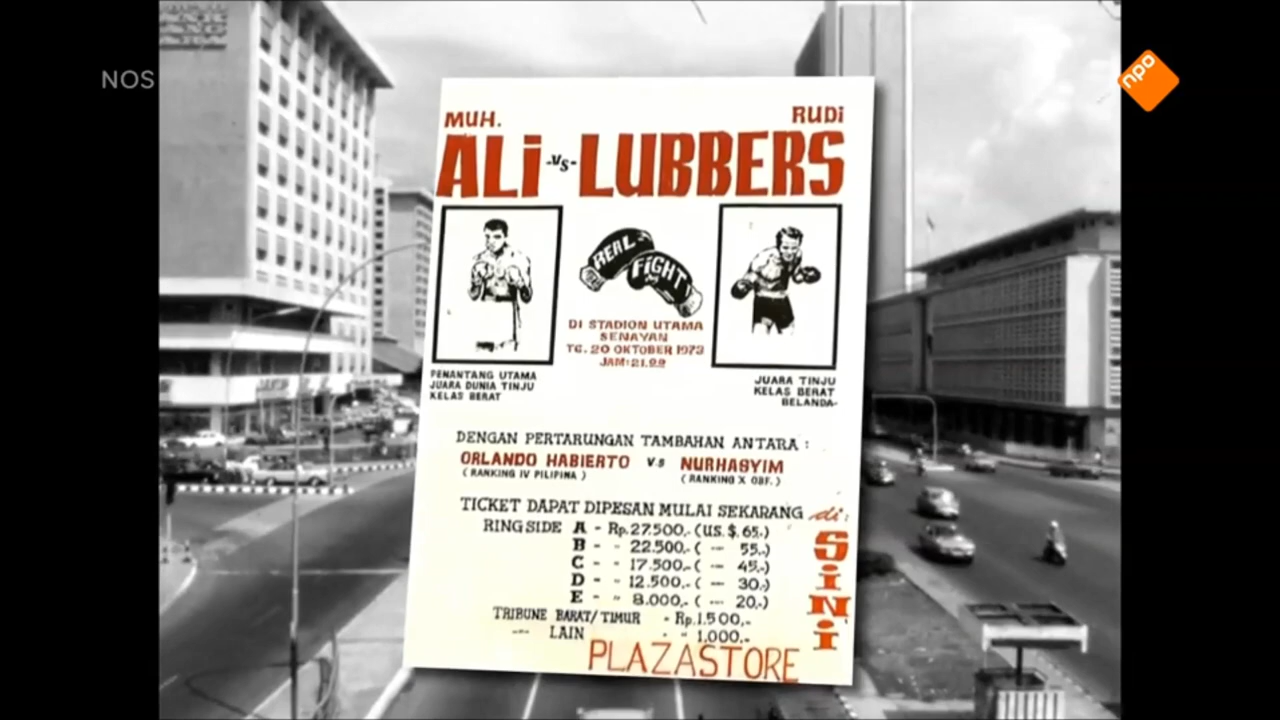 NOS
npo
MUH. RUDi
ALi -vs- LUBBERS
REAL
FiGHT
DI STADION UTAMA
SENAYAN
TG. 20 OKTOBER 1973
JAM: 21.00
PENANTANG UTAMA
JUARA DUNIA TINJU
KELAS BERAT
JUARA TINJU
KELAS BERAT
BELANDA-
DENGAN PERTARUNGAN TAMBAHAN ANTARA :
ORLANDO HABIERTO V.S NURHASYIM
( RANKING IV PILIPINA ) ( RANKING X OBF. )
TICKET DAPAT DIPESAN MULAI SEKARANG di:
SiNi
RING SIDE A - Rp. 27.500,- (US. $. 65,-)
B - " 22.500,- ( --- 55,-)
C - " 17.500,- ( --- 45,-)
D - " 12.500,- ( --- 30,-)
E - " 8.000,- ( --- 20,-)
TRIBUNE BARAT/TIMUR - Rp. 1.500,-
--- LAIN - " 1.000,-
PLAZASTORE